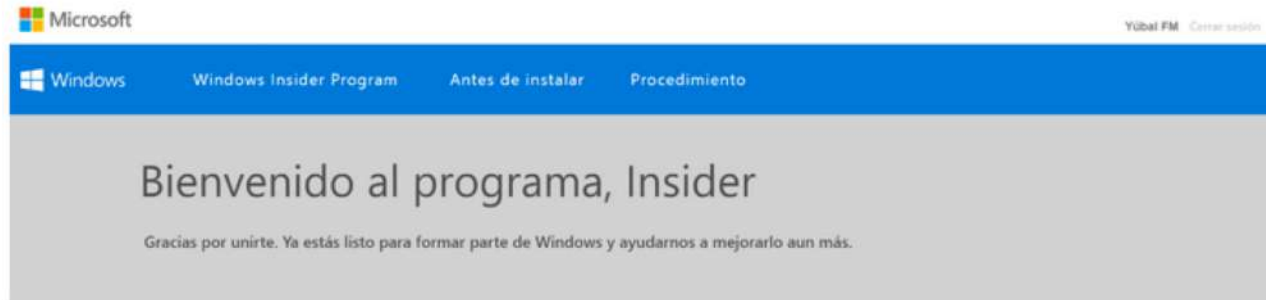 Microsoft
Yúbal FM Cerrar sesión
Windows Windows Insider Program Antes de instalar Procedimiento
Bienvenido al programa, Insider
Gracias por unirte. Ya estás listo para formar parte de Windows y ayudarnos a mejorarlo aun más.